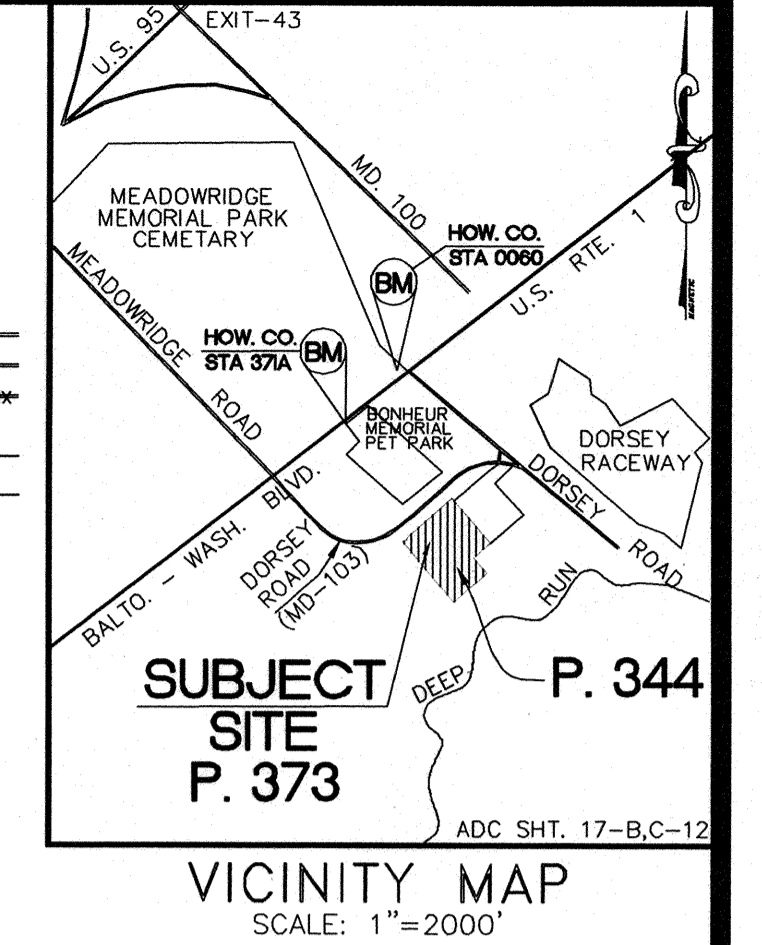 U.S. 95
EXIT-43
MD. 100
MEADOWRIDGE
MEMORIAL PARK
CEMETARY
HOW. CO.
STA 0060
BM
U.S. RTE. 1
MAGNETIC
MEADOWRIDGE ROAD
HOW. CO.
STA 371A
BM
BONHEUR
MEMORIAL
PET PARK
DORSEY
RACEWAY
DORSEY ROAD
BALTO. – WASH. BLVD.
DORSEY
ROAD
(MD-103)
DEEP RUN
SUBJECT
SITE
P. 373
P. 344
ADC SHT. 17-B,C-12
VICINITY MAP
SCALE: 1"=2000'